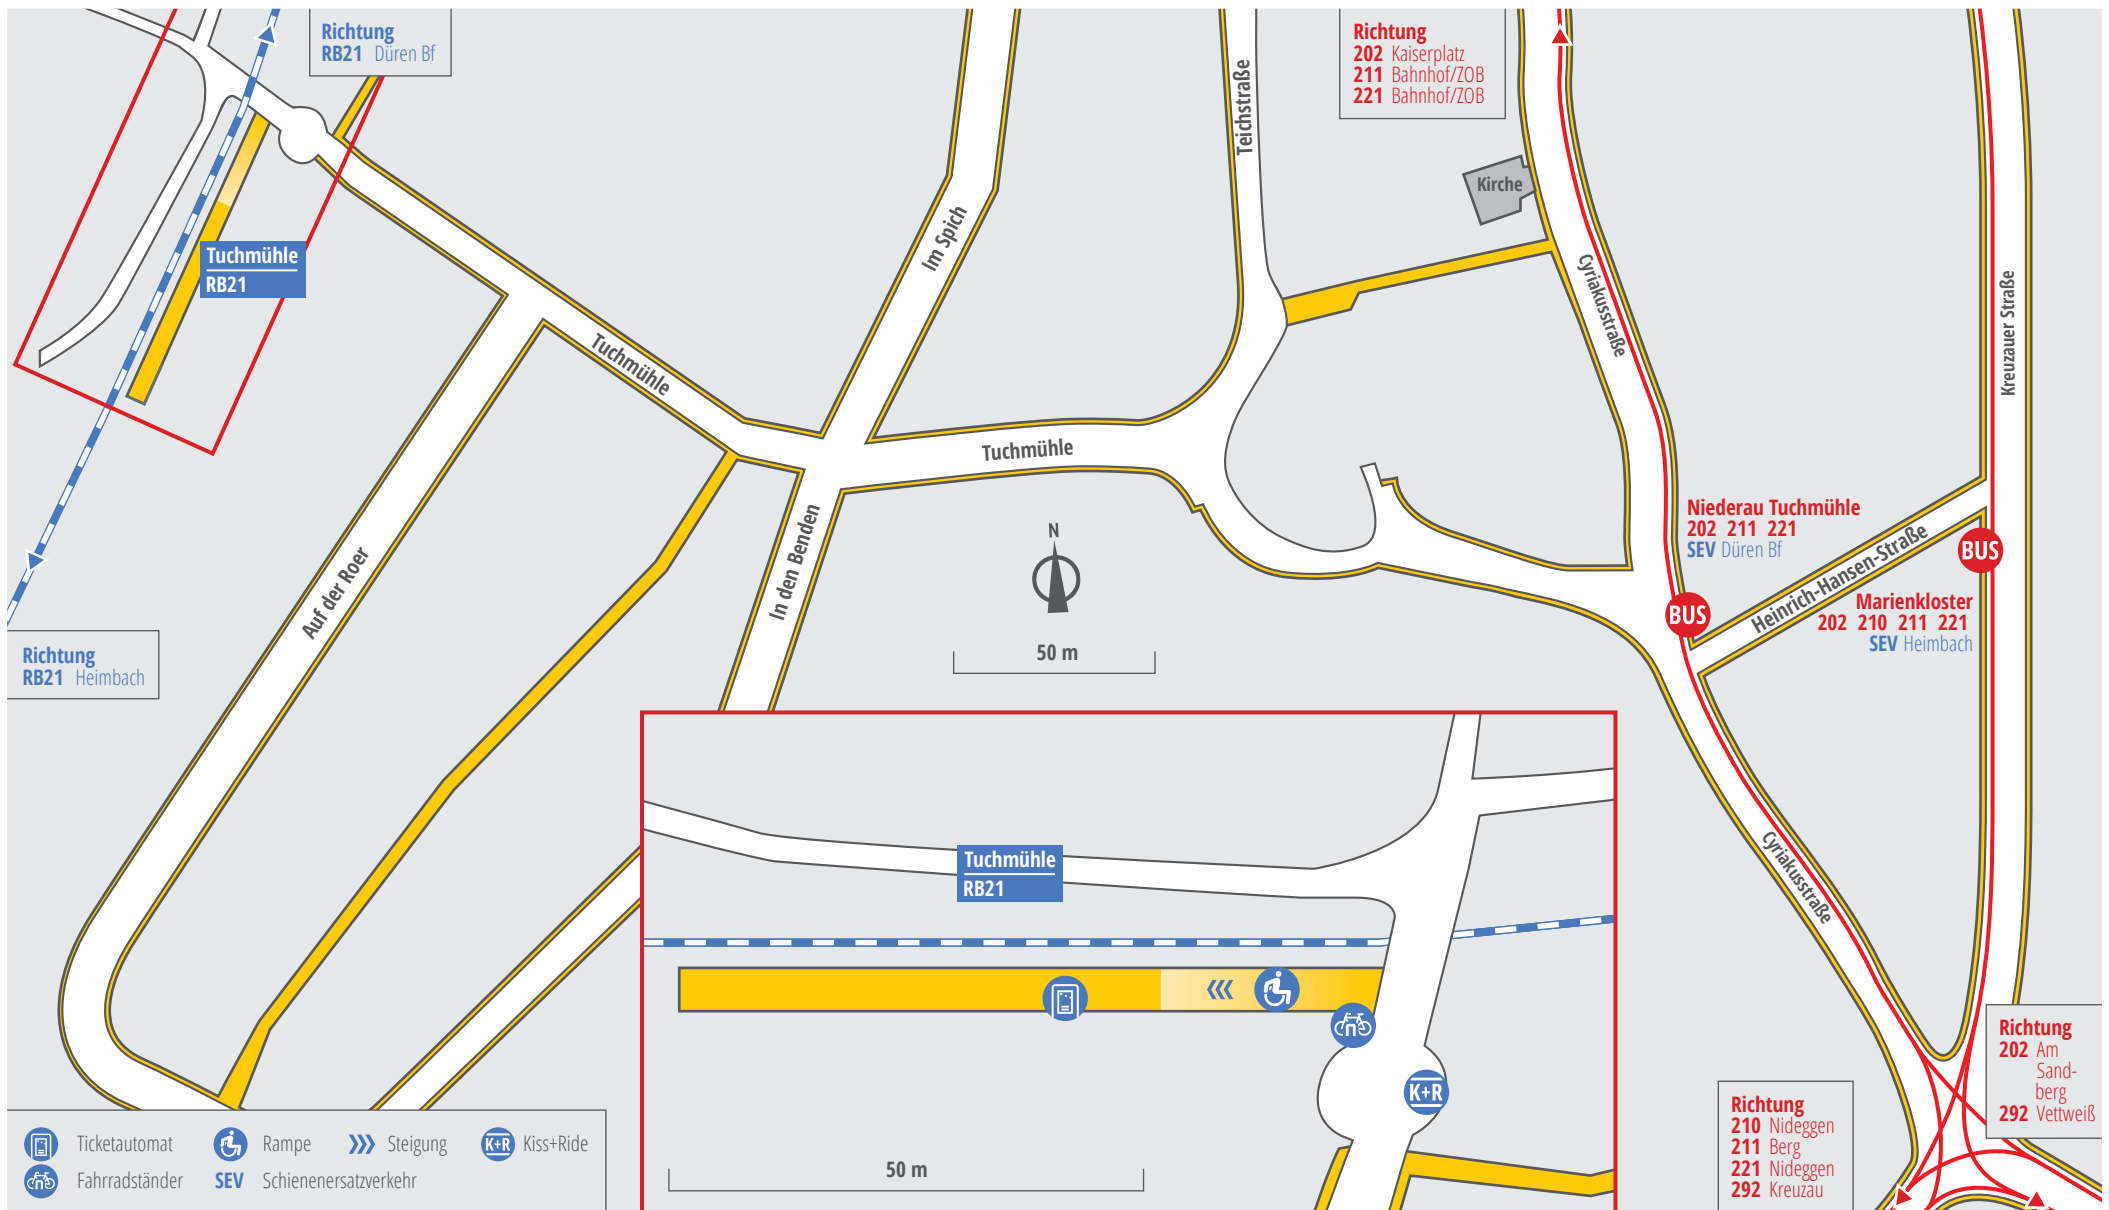 Richtung
RB21 Düren Bf
Richtung
202 Kaiserplatz
211 Bahnhof/ZOB
221 Bahnhof/ZOB
Teichstraße
Kirche
Im Spich
Tuchmühle
RB21
Cyriakusstraße
Kreuzauer Straße
Tuchmühle
Tuchmühle
Niederau Tuchmühle
202 211 221
SEV Düren Bf
BUS
BUS
Heinrich-Hansen-Straße
Marienkloster
202 210 211 221
SEV Heimbach
In den Benden
Auf der Roer
N
50 m
Richtung
RB21 Heimbach
Cyriakusstraße
Tuchmühle
RB21
K+R
50 m
Richtung
202 Am
Sand-
berg
292 Vettweiß
Richtung
210 Nideggen
211 Berg
221 Nideggen
292 Kreuzau
Ticketautomat
Rampe
Steigung
K+R Kiss+Ride
Fahrradständer
SEV Schienenersatzverkehr